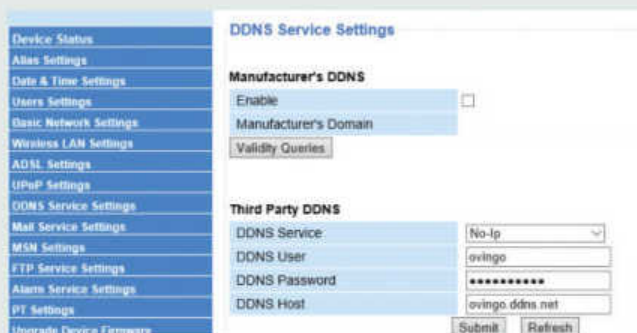 Device Status
Alias Settings
Date & Time Settings
Users Settings
Basic Network Settings
Wireless LAN Settings
ADSL Settings
UPnP Settings
DDNS Service Settings
Mail Service Settings
MSN Settings
FTP Service Settings
Alarm Service Settings
PT Settings
Upgrade Device Firmware
DDNS Service Settings
Manufacturer's DDNS
Enable
Manufacturer's Domain
Validity Queries
Third Party DDNS
DDNS Service No-Ip
DDNS User ovingo
DDNS Password ••••••••••
DDNS Host ovingo.ddns.net
Submit Refresh